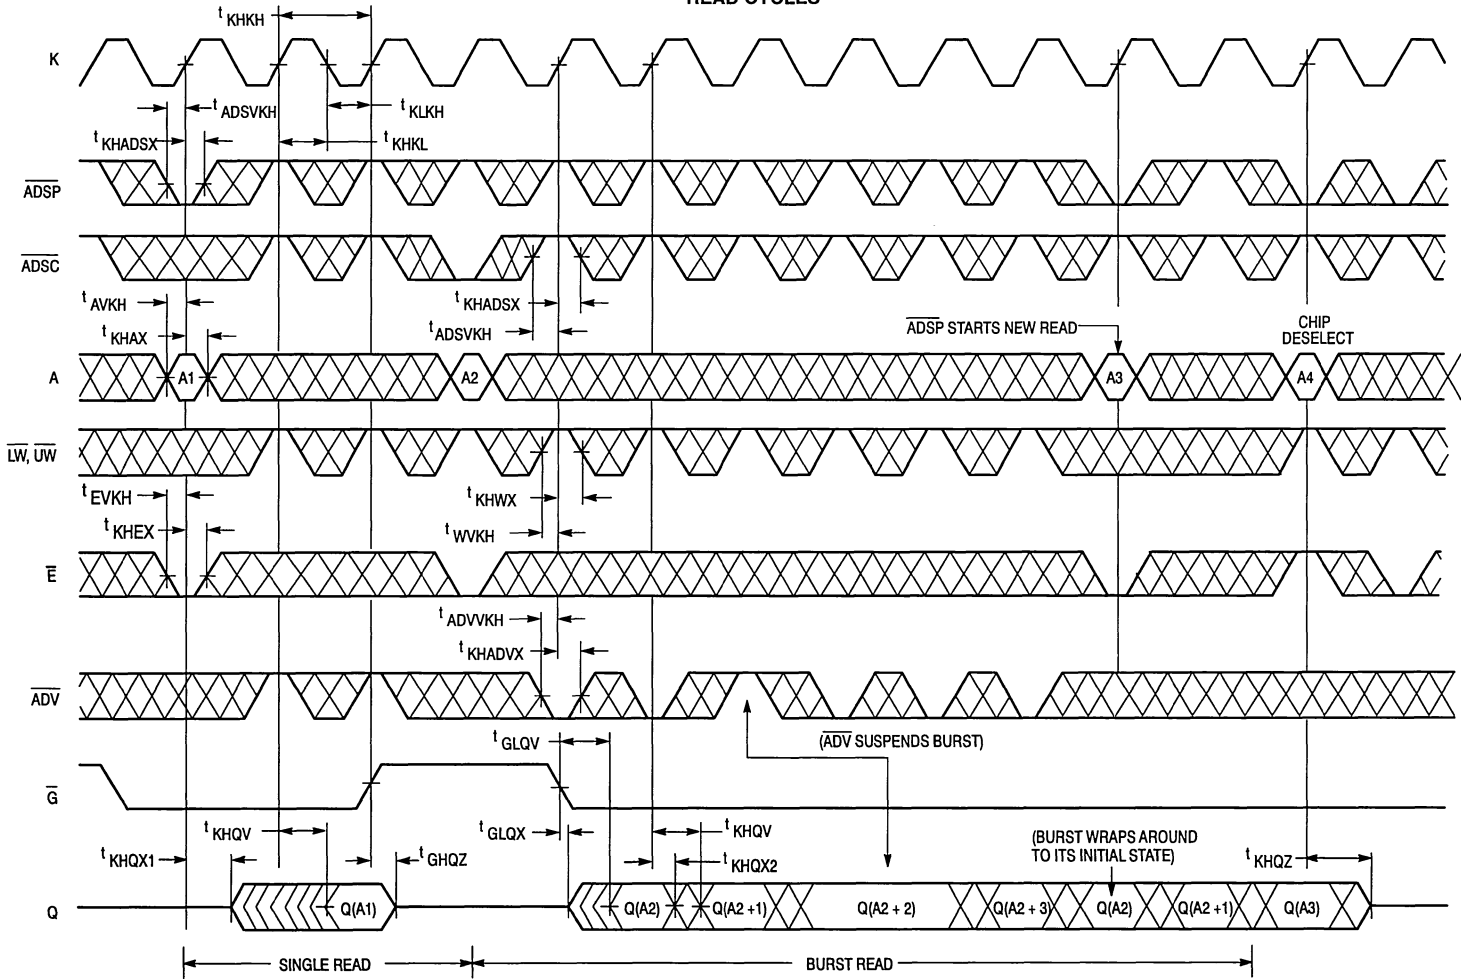 READ CYCLES
t KHKH
K
t ADSVKH
t KLKH
t KHADSX
t KHKL
ADSP
ADSC
t AVKH
t KHADSX
t KHAX
t ADSVKH
ADSP STARTS NEW READ
CHIP
DESELECT
A
A1
A2
A3
A4
LW, UW
t EVKH
t KHWX
t KHEX
t WVKH
E
t ADVVKH
t KHADVX
ADV
t GLQV
(ADV SUSPENDS BURST)
G
t KHQV
t GLQX
t KHQV
(BURST WRAPS AROUND
TO ITS INITIAL STATE)
t KHQX1
t GHQZ
t KHQX2
t KHQZ
Q
Q(A1)
Q(A2)
Q(A2 +1)
Q(A2 + 2)
Q(A2 + 3)
Q(A2)
Q(A2 +1)
Q(A3)
SINGLE READ
BURST READ